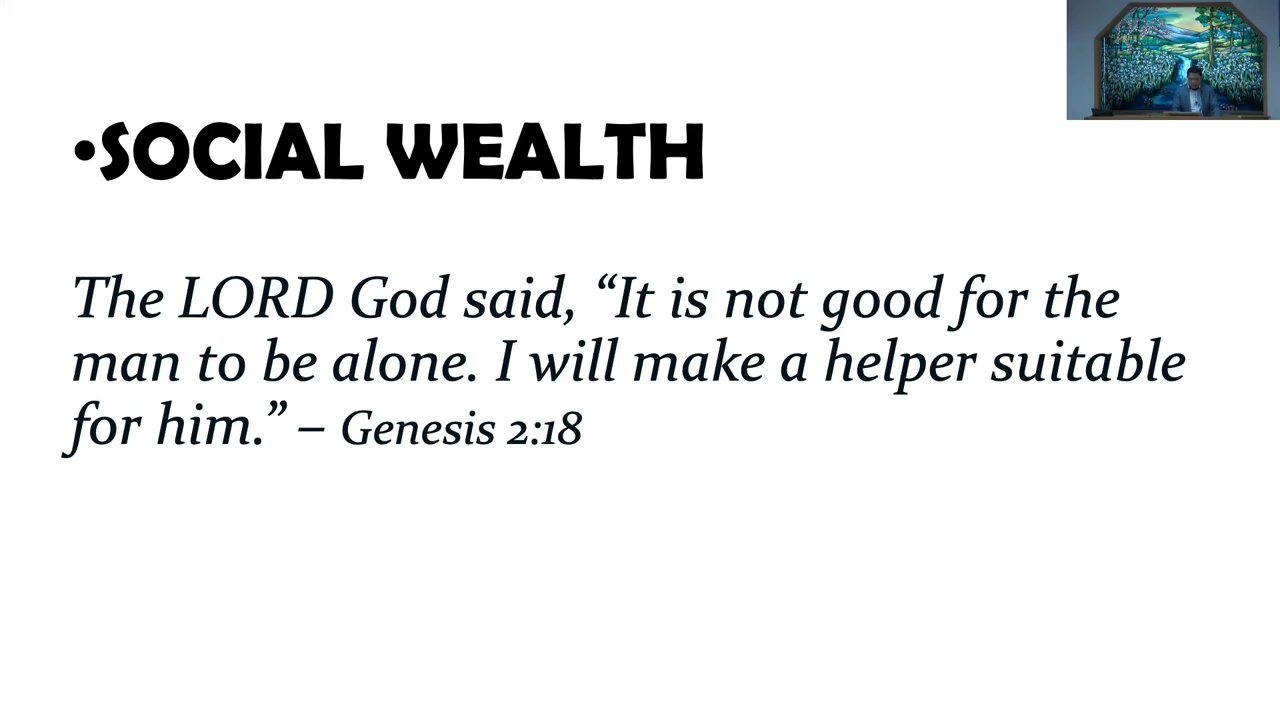 •SOCIAL WEALTH
The LORD God said, “It is not good for the
man to be alone. I will make a helper suitable
for him.” – Genesis 2:18